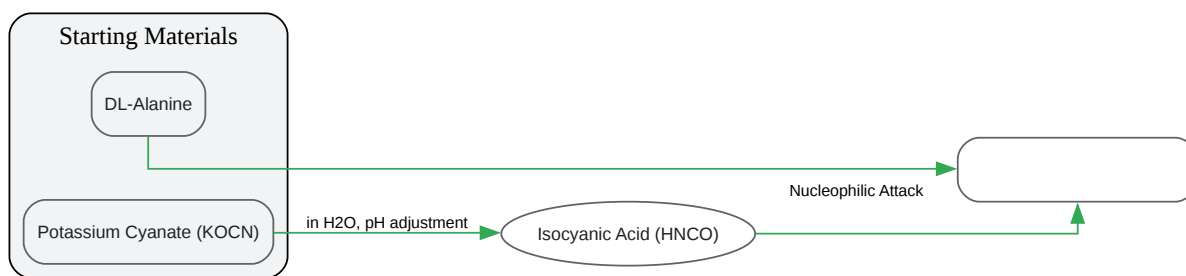 Starting Materials
DL-Alanine
Nucleophilic Attack
Potassium Cyanate (KOCN)
in H2O, pH adjustment
Isocyanic Acid (HNCO)